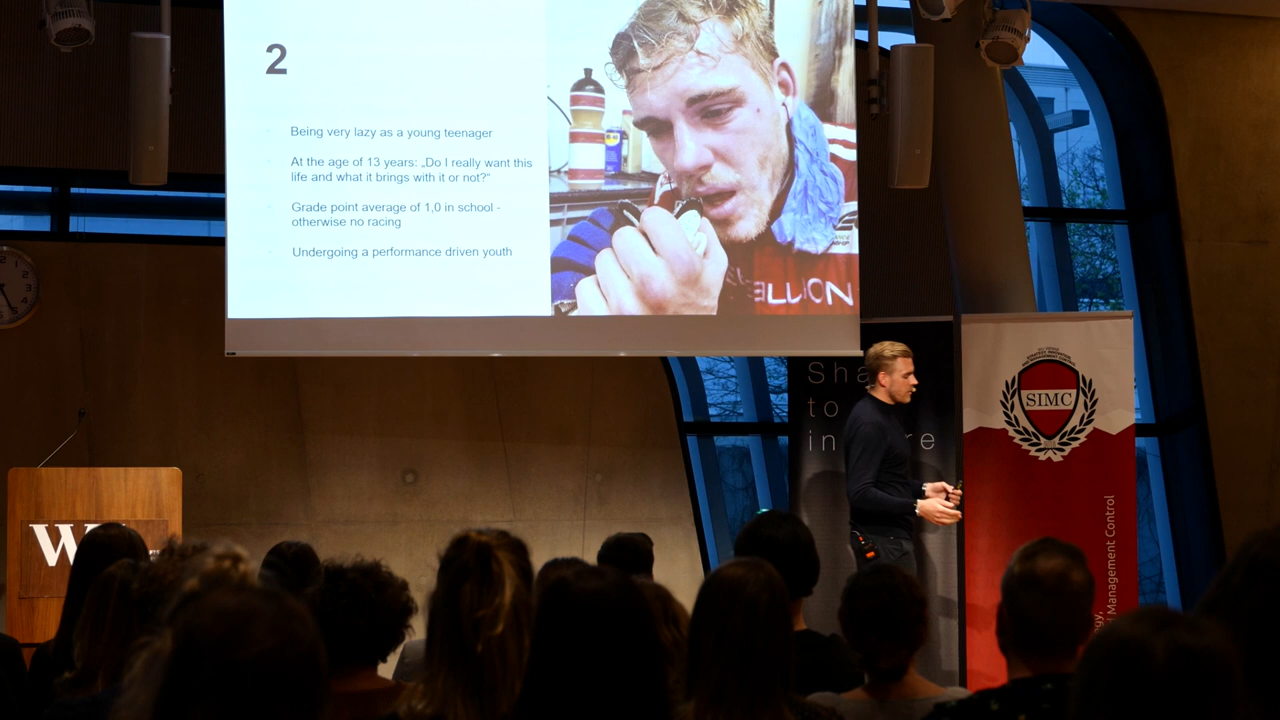 2
Being very lazy as a young teenager
At the age of 13 years: „Do I really want this
life and what it brings with it or not?"
Grade point average of 1,0 in school -
otherwise no racing
Undergoing a performance driven youth
to
SIMC
Management Control
W